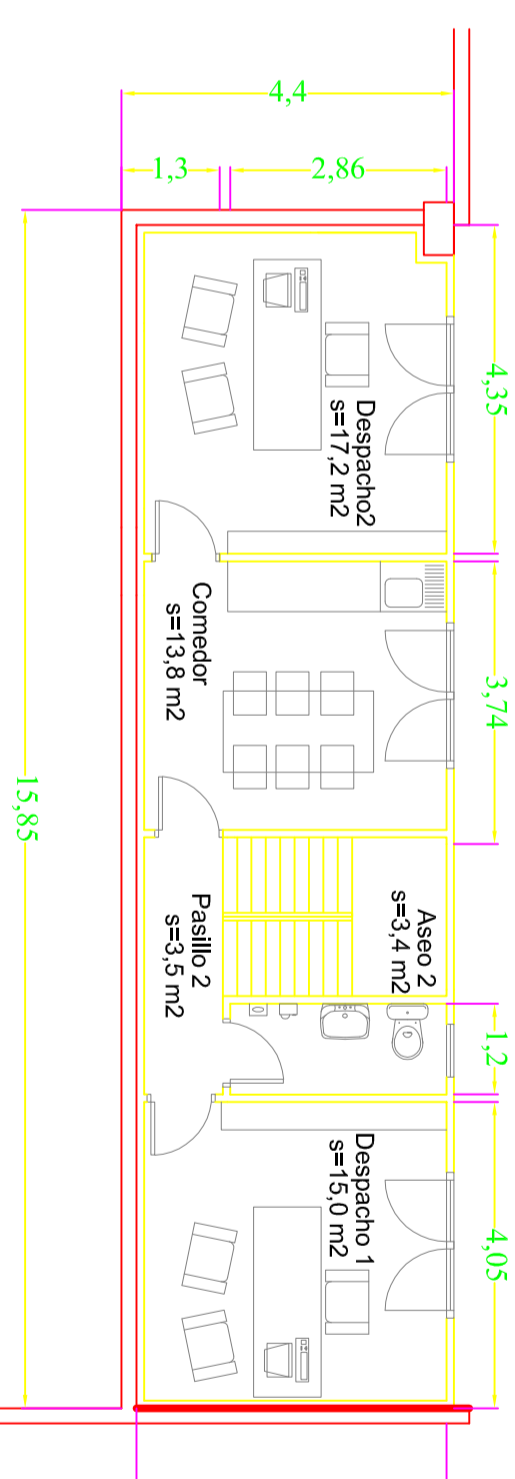 4,4
1,3
2,86
4,35
Despacho2
s=17,2 m2
3,74
Comedor
s=13,8 m2
15,85
Aseo 2
s=3,4 m2
Pasillo 2
s=3,5 m2
1,2
Despacho 1
s=15,0 m2
4,05